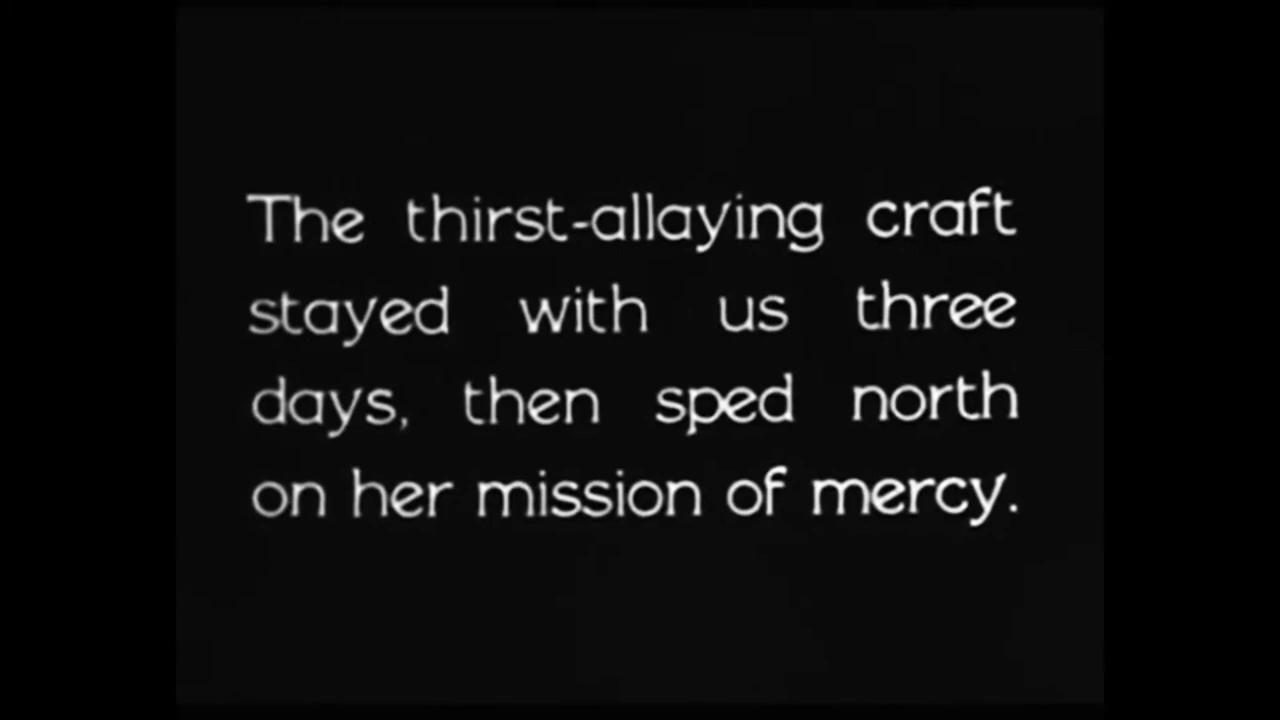 The thirst-allaying craft
stayed with us three
days, then sped north
on her mission of mercy.